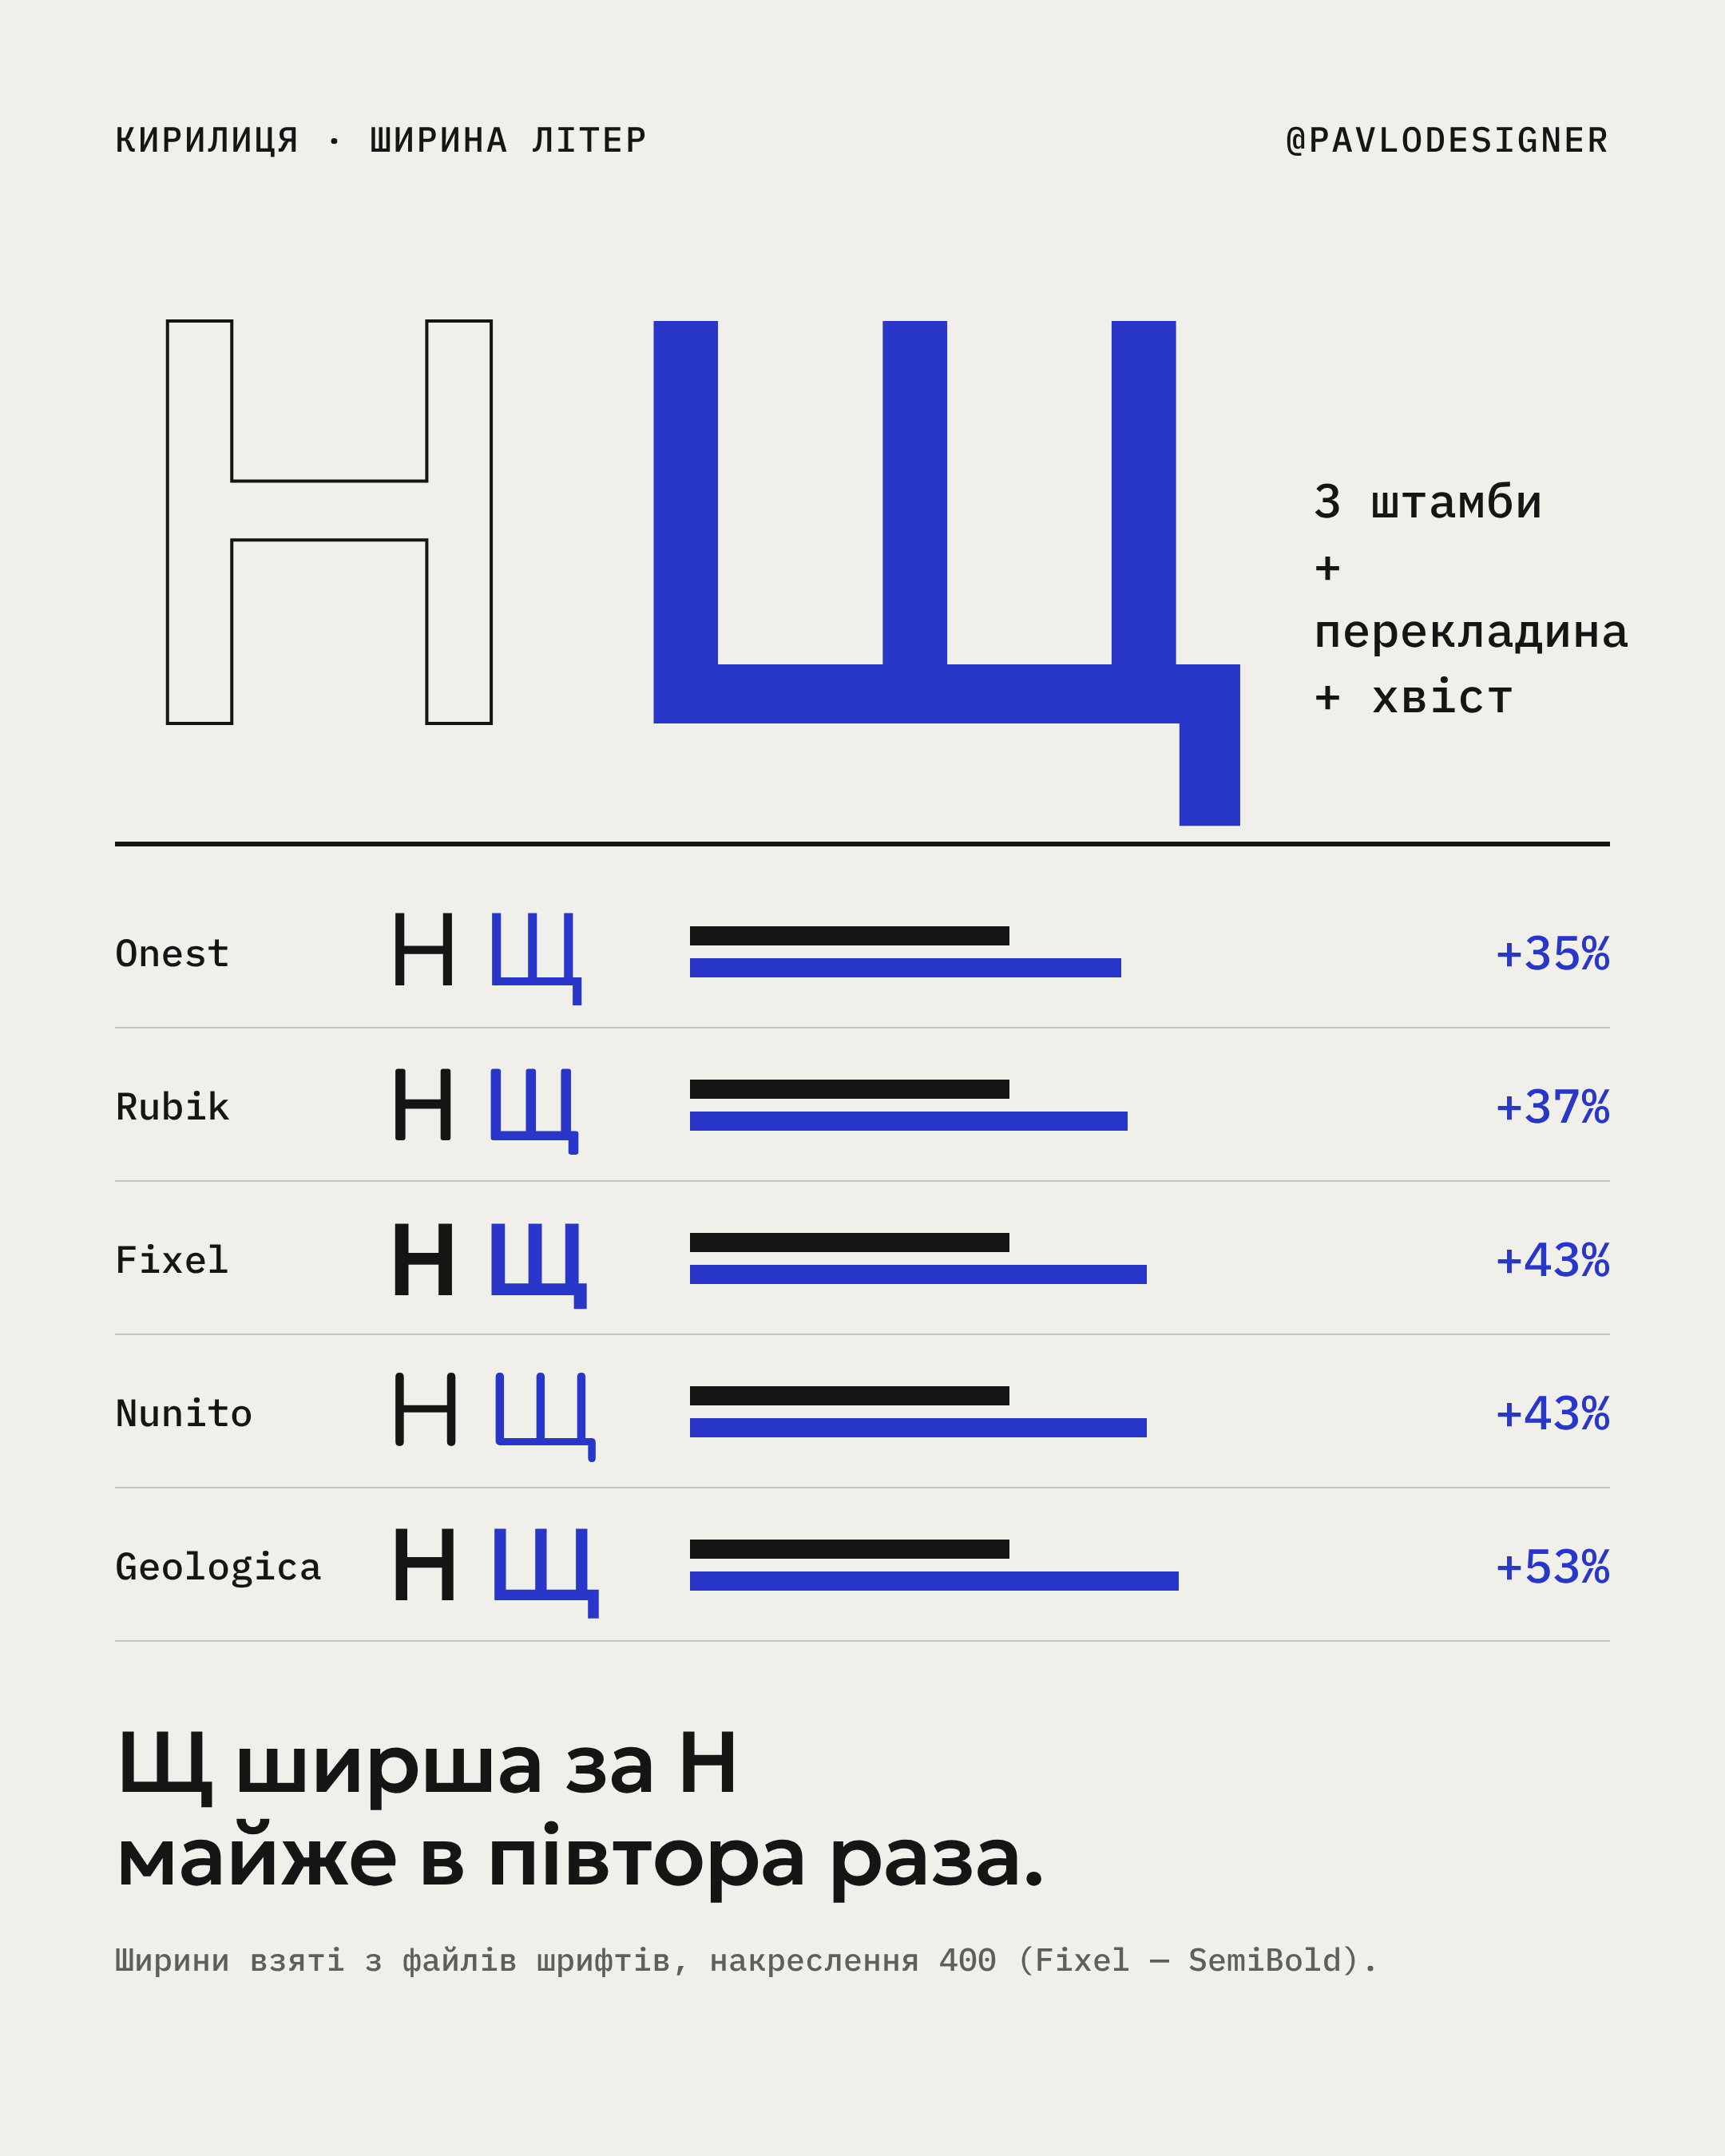 КИРИЛИЦЯ · ШИРИНА ЛІТЕР
@PAVLODESIGNER
Н Щ
3 штамби
+
перекладина
+ хвіст
Onest Н Щ +35%
Rubik Н Щ +37%
Fixel Н Щ +43%
Nunito Н Щ +43%
Geologica Н Щ +53%
Щ ширша за Н
майже в півтора раза.
Ширини взяті з файлів шрифтів, накреслення 400 (Fixel — SemiBold).